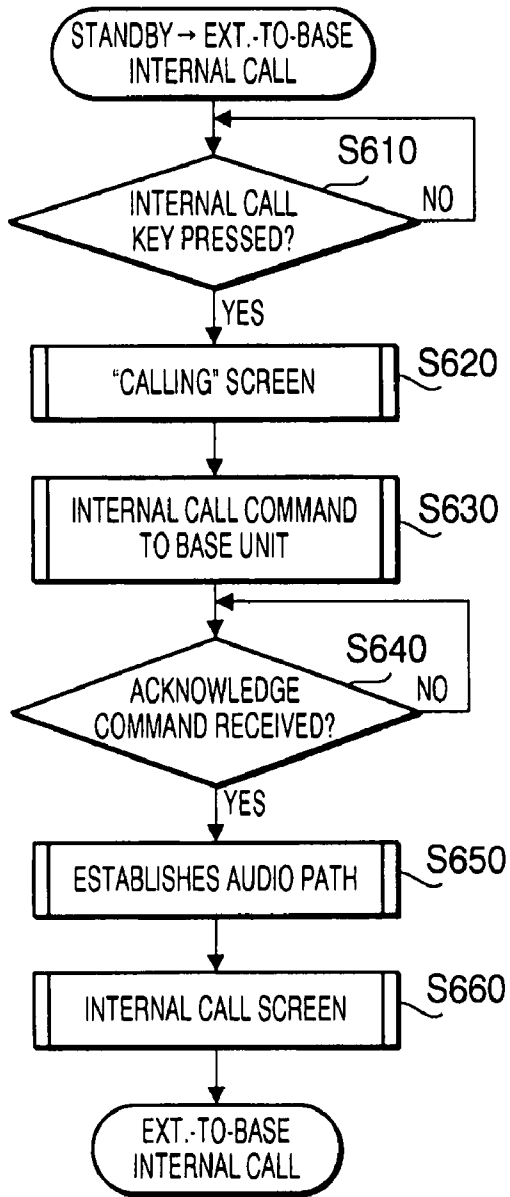 STANDBY → EXT.-TO-BASE
INTERNAL CALL
S610
INTERNAL CALL
KEY PRESSED?
NO
YES
"CALLING" SCREEN
S620
INTERNAL CALL COMMAND
TO BASE UNIT
S630
S640
ACKNOWLEDGE
COMMAND RECEIVED?
NO
YES
ESTABLISHES AUDIO PATH
S650
INTERNAL CALL SCREEN
S660
EXT.-TO-BASE
INTERNAL CALL